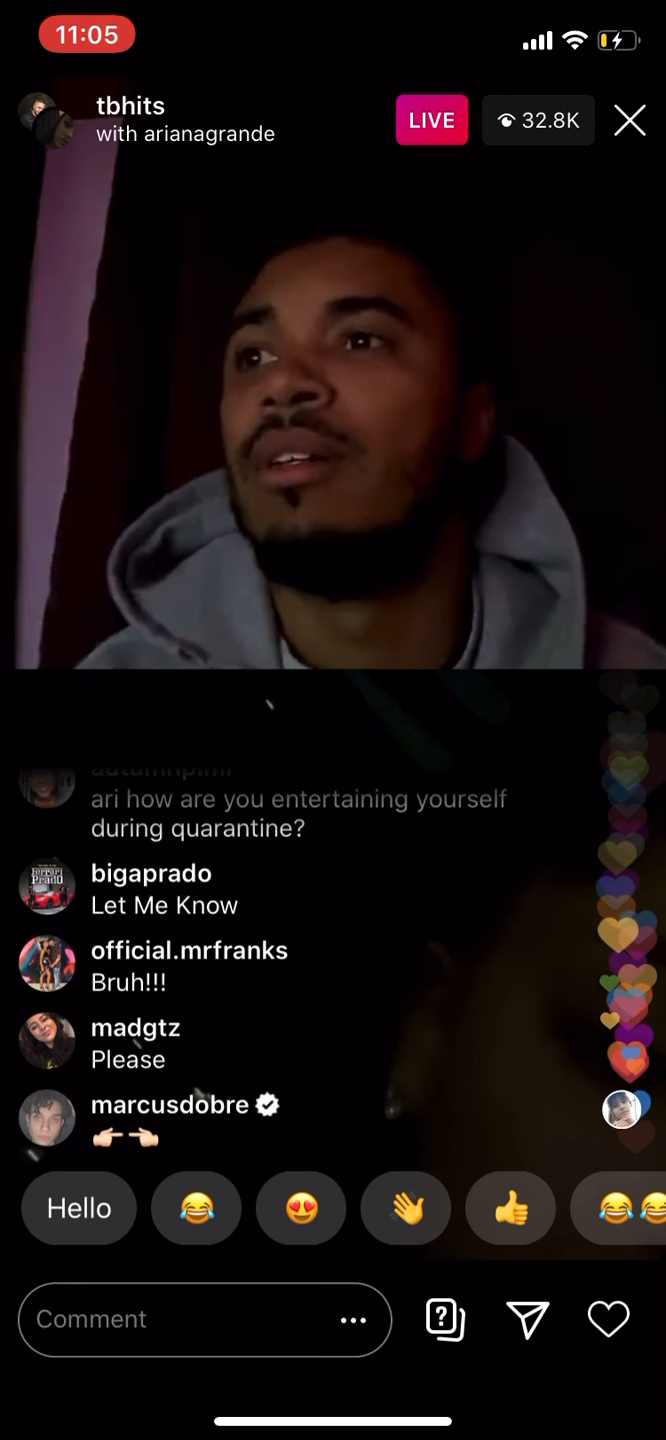 11:05
tbhits
with arianagrande
LIVE
32.8K
ari how are you entertaining yourself
during quarantine?
bigaprado
Let Me Know
official.mrfranks
Bruh!!!
madgtz
Please
marcusdobre
Hello
Comment